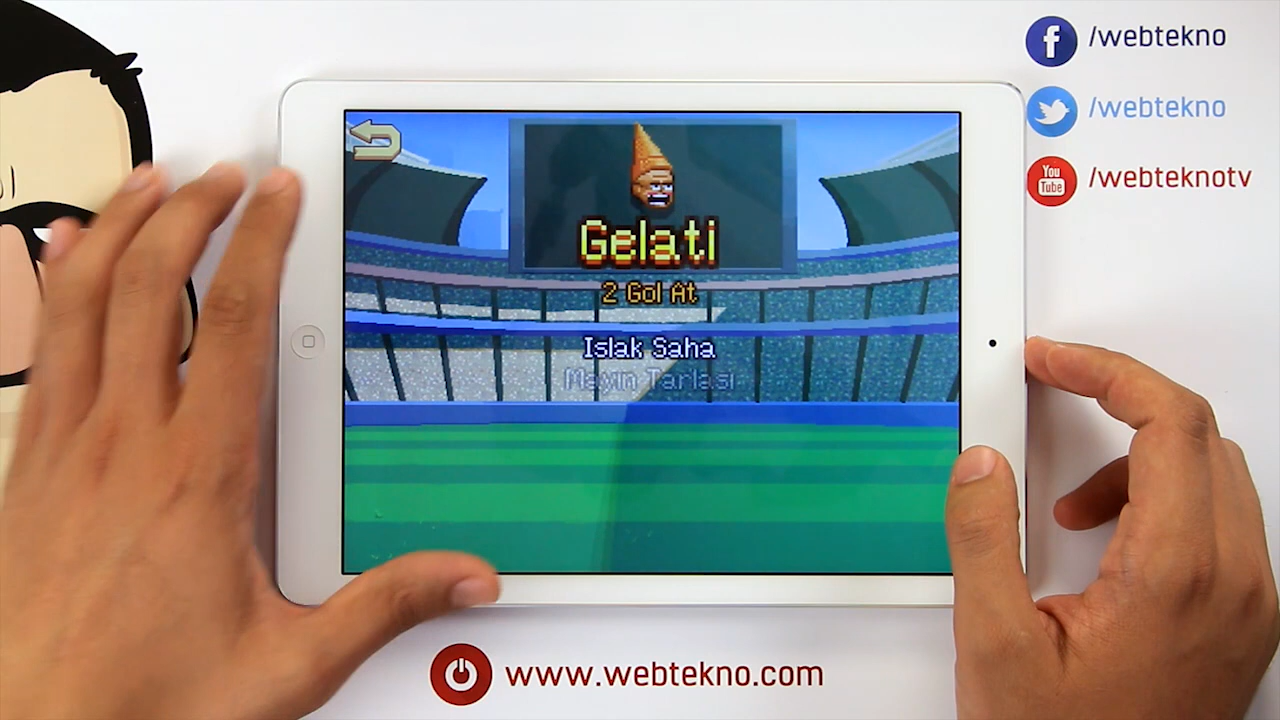 /webtekno
/webtekno
You
Tube
/webteknotv
Gelati
2 Gol At
Islak Saha
Mayın Tarlası
www.webtekno.com